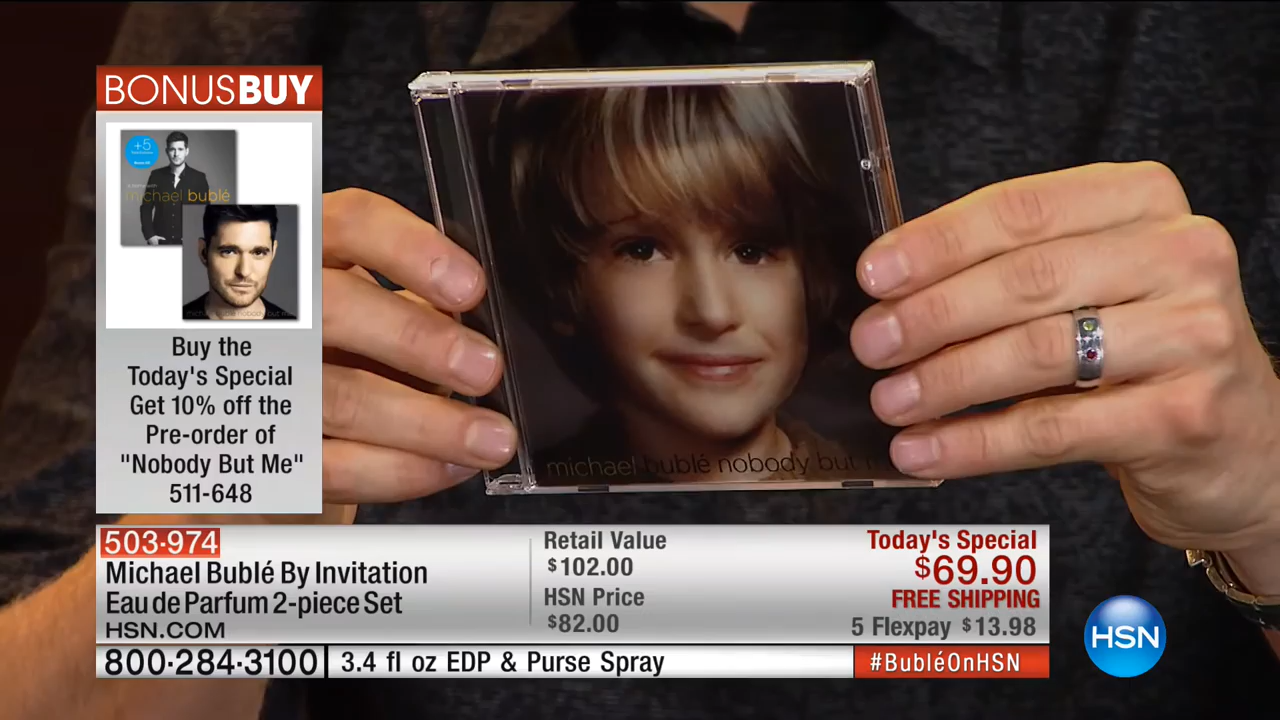 BONUSBUY
+5
michael bublé
Buy the
Today's Special
Get 10% off the
Pre-order of
"Nobody But Me"
511-648
michael bublé nobody but
503-974
Michael Bublé By Invitation
Eau de Parfum 2-piece Set
HSN.COM
Retail Value
$102.00
HSN Price
$82.00
Today's Special
$69.90
FREE SHIPPING
5 Flexpay $13.98
HSN
800-284-3100
3.4 fl oz EDP & Purse Spray
#BubléOnHSN